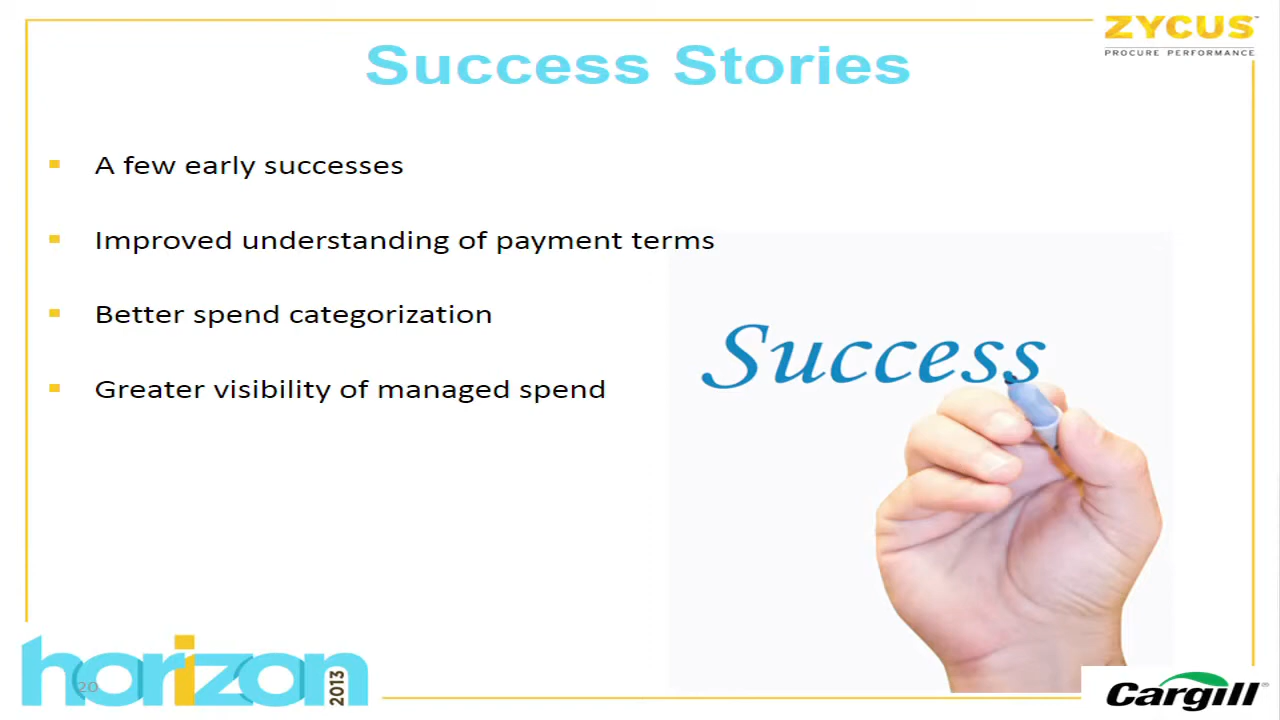 ZYCUS
PROCURE PERFORMANCE
Success Stories
A few early successes
Improved understanding of payment terms
Better spend categorization
Greater visibility of managed spend
Success
horizon
2013
20
Cargill®